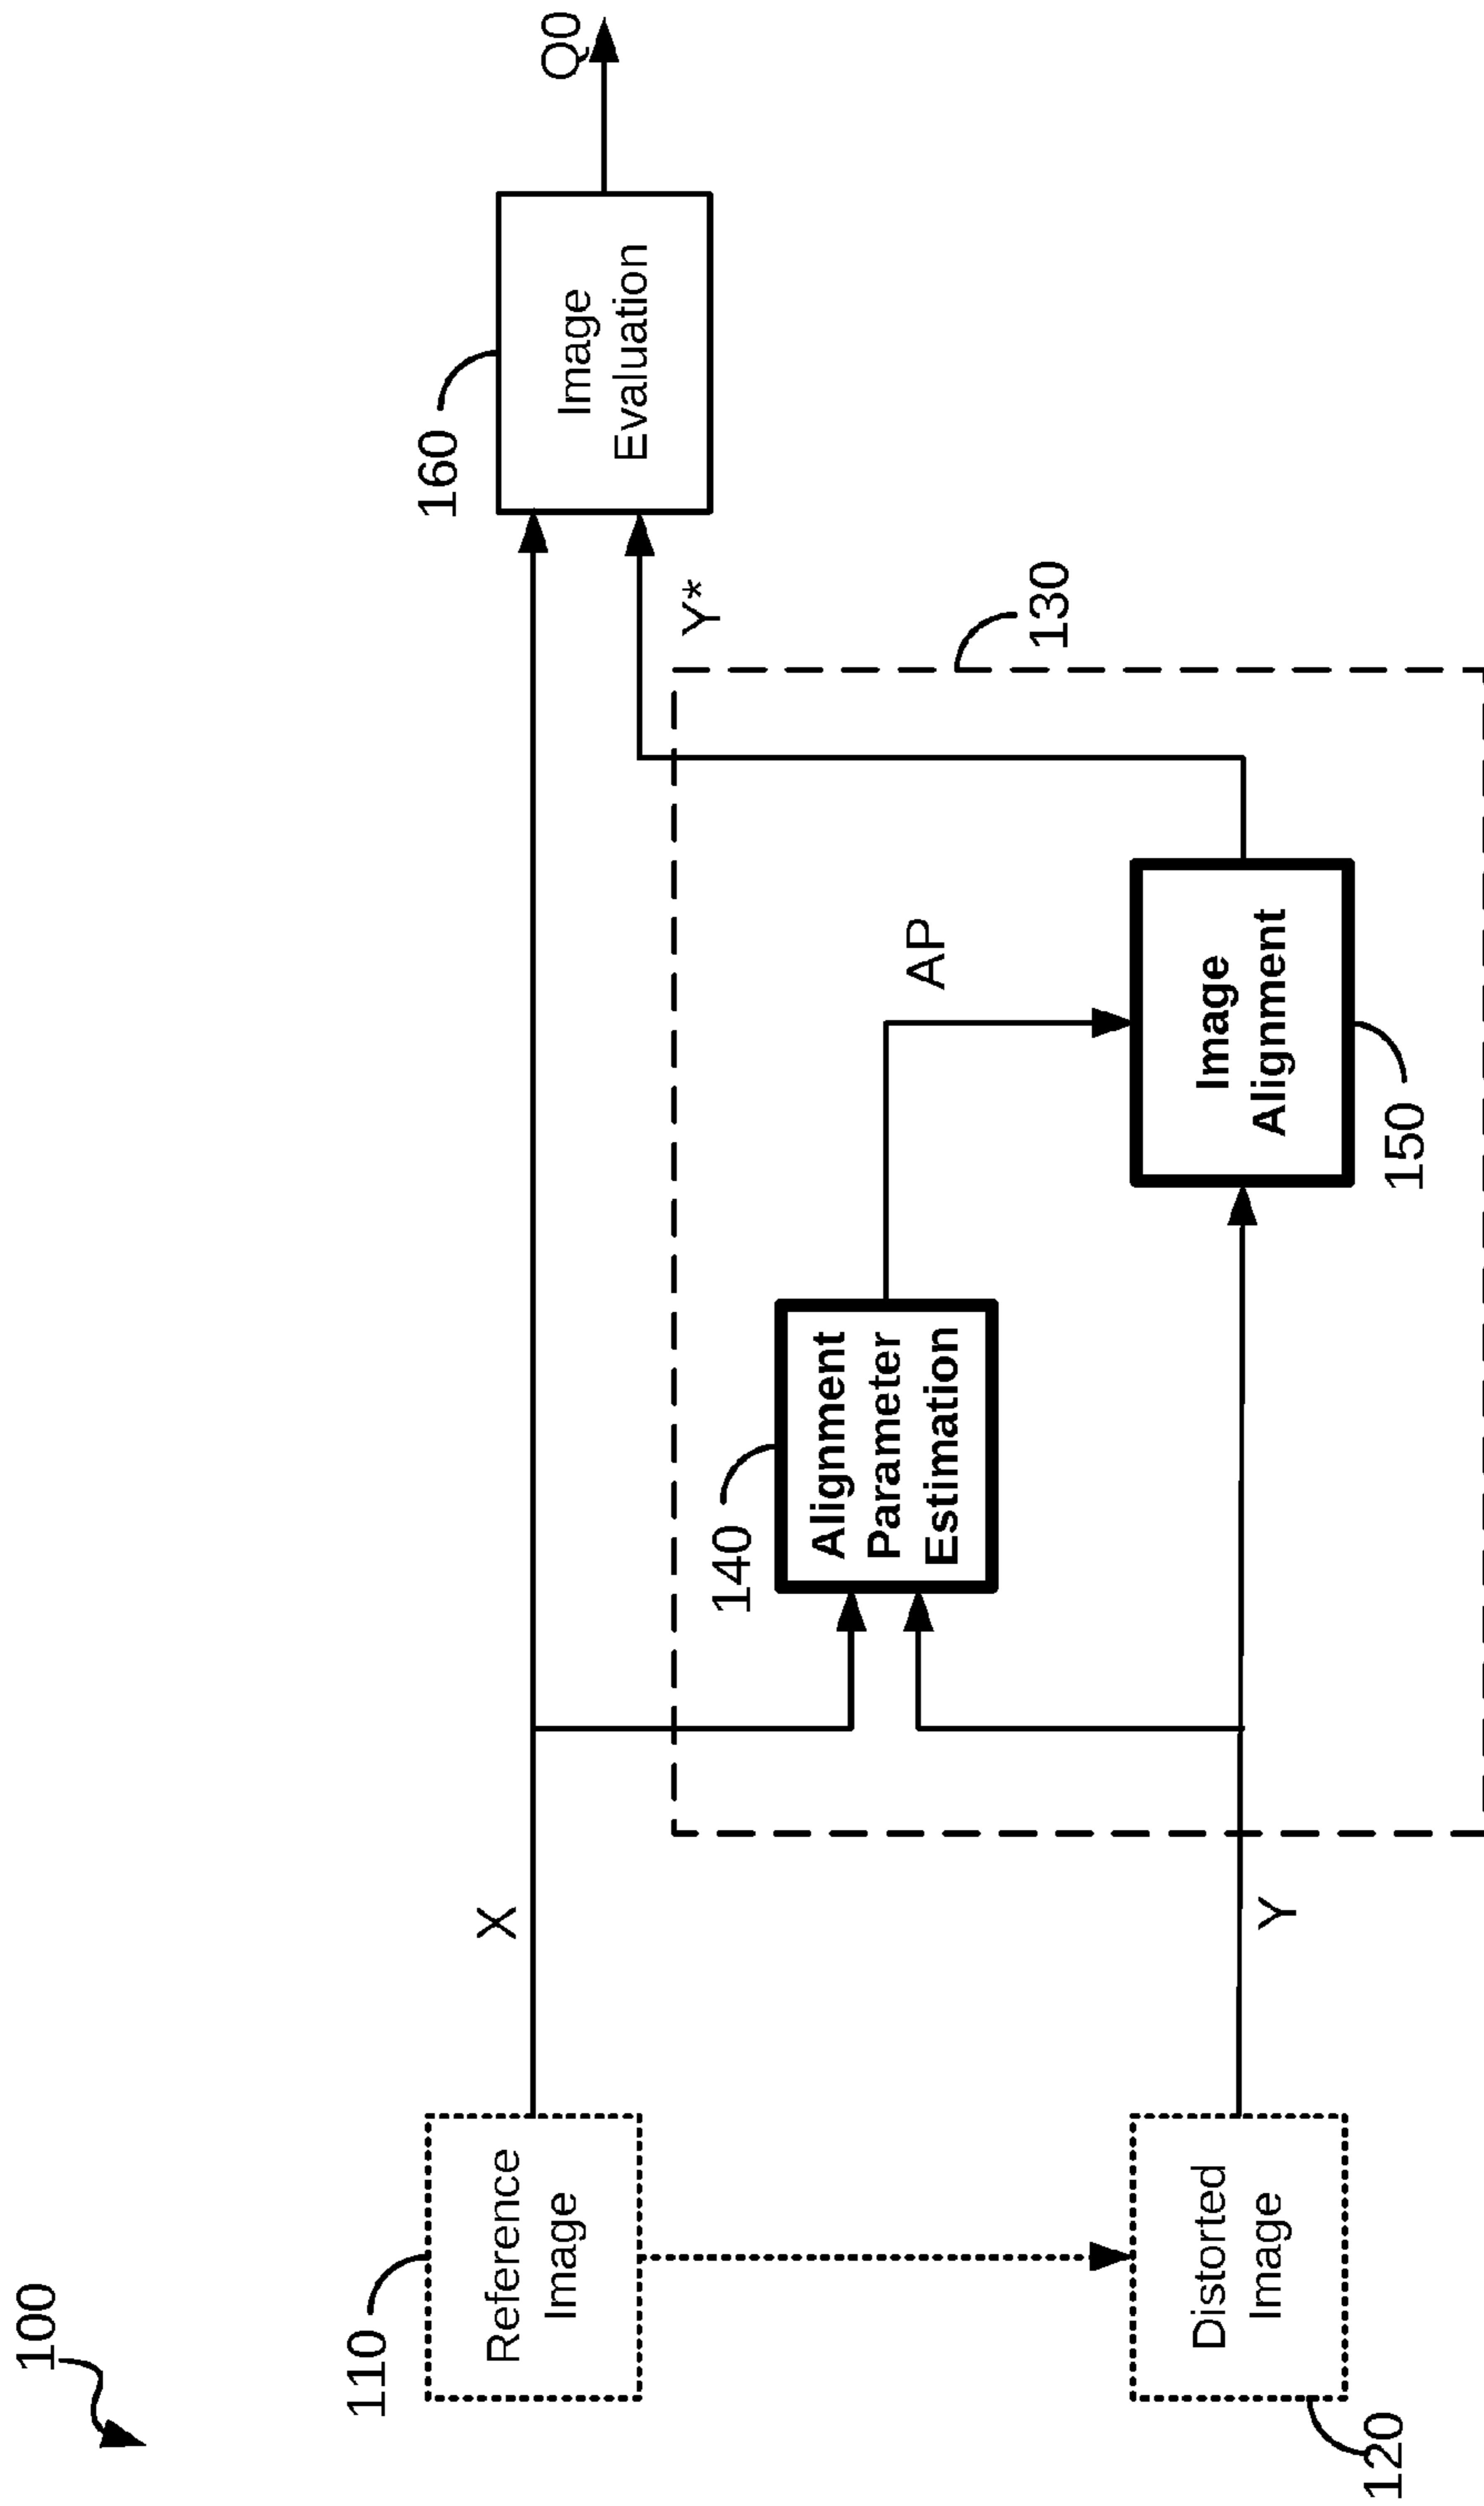 100
110
Reference
Image
X
160
Image
Evaluation
Q0
Y*
130
140
Alignment
Parameter
Estimation
AP
Image
Alignment
150
Distorted
Image
Y
120